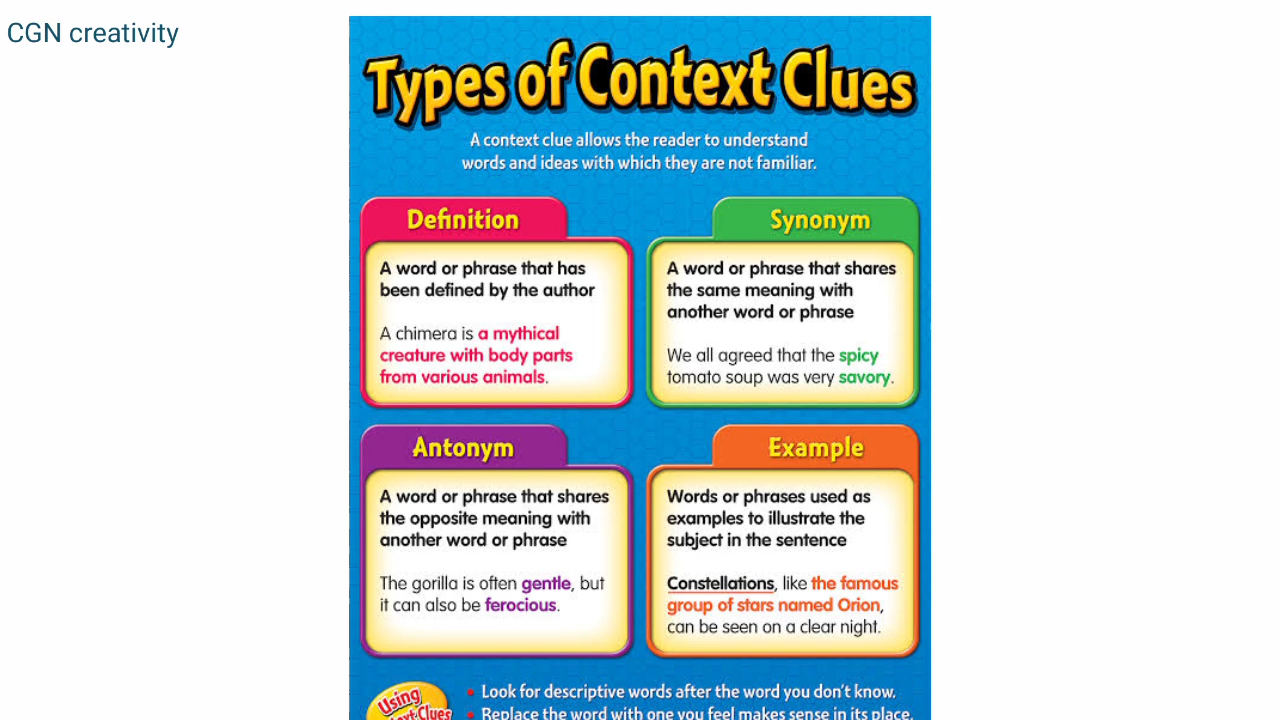 CGN creativity
Types of Context Clues
A context clue allows the reader to understand
words and ideas with which they are not familiar.
Definition
A word or phrase that has
been defined by the author
A chimera is a mythical
creature with body parts
from various animals.
Synonym
A word or phrase that shares
the same meaning with
another word or phrase
We all agreed that the spicy
tomato soup was very savory.
Antonym
A word or phrase that shares
the opposite meaning with
another word or phrase
The gorilla is often gentle, but
it can also be ferocious.
Example
Words or phrases used as
examples to illustrate the
subject in the sentence
Constellations, like the famous
group of stars named Orion,
can be seen on a clear night.
Using
Clues
• Look for descriptive words after the word you don't know.
• Replace the word with one you feel makes sense in its place.